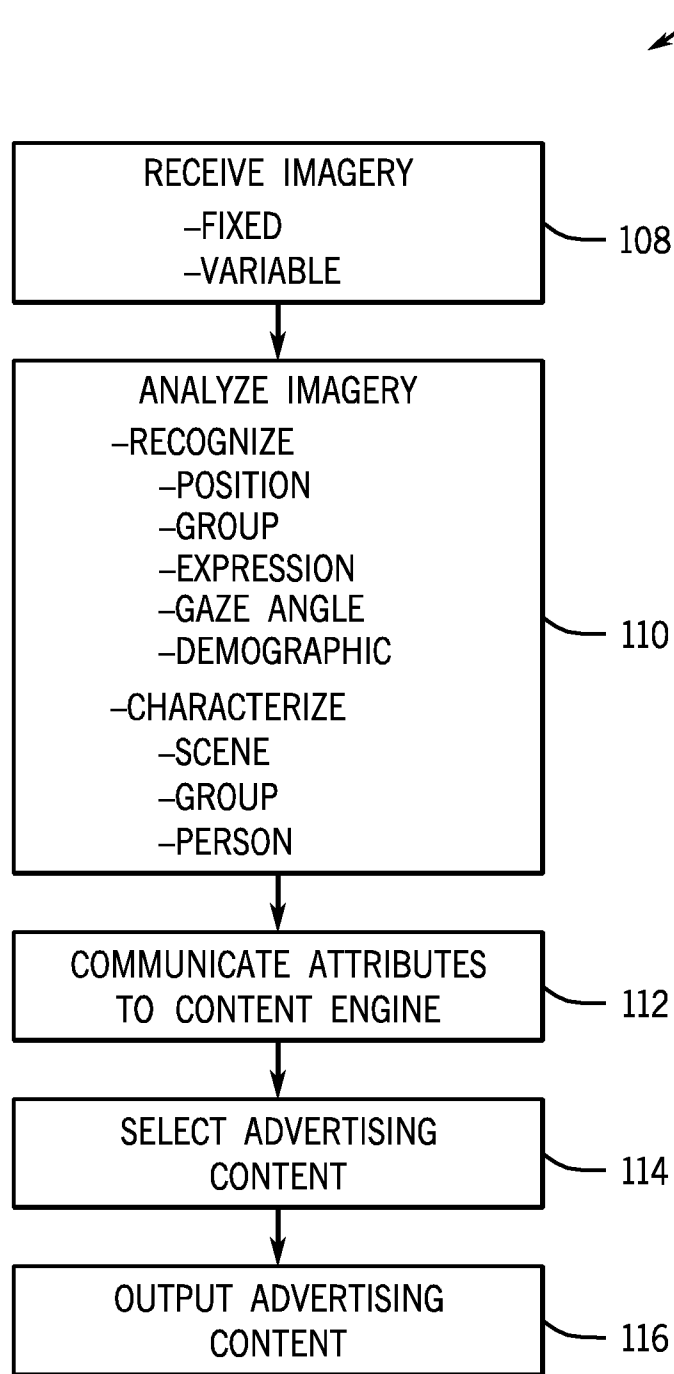 RECEIVE IMAGERY
–FIXED
–VARIABLE
108
ANALYZE IMAGERY
–RECOGNIZE
–POSITION
–GROUP
–EXPRESSION
–GAZE ANGLE
–DEMOGRAPHIC
–CHARACTERIZE
–SCENE
–GROUP
–PERSON
110
COMMUNICATE ATTRIBUTES
TO CONTENT ENGINE
112
SELECT ADVERTISING
CONTENT
114
OUTPUT ADVERTISING
CONTENT
116